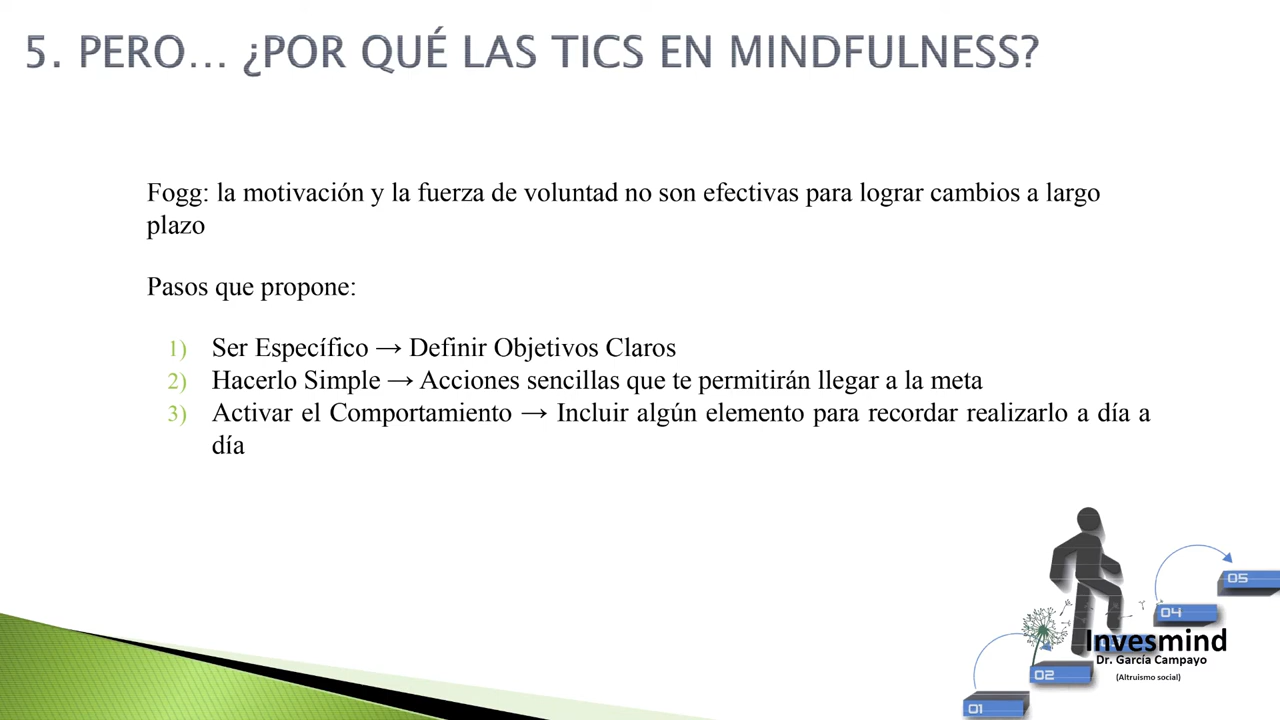 5. PERO... ¿POR QUÉ LAS TICS EN MINDFULNESS?
Fogg: la motivación y la fuerza de voluntad no son efectivas para lograr cambios a largo
plazo
Pasos que propone:
1) Ser Específico → Definir Objetivos Claros
2) Hacerlo Simple → Acciones sencillas que te permitirán llegar a la meta
3) Activar el Comportamiento → Incluir algún elemento para recordar realizarlo a día a
día
05
04
Invesmind
Dr. García Campayo
02
(Altruismo social)
01